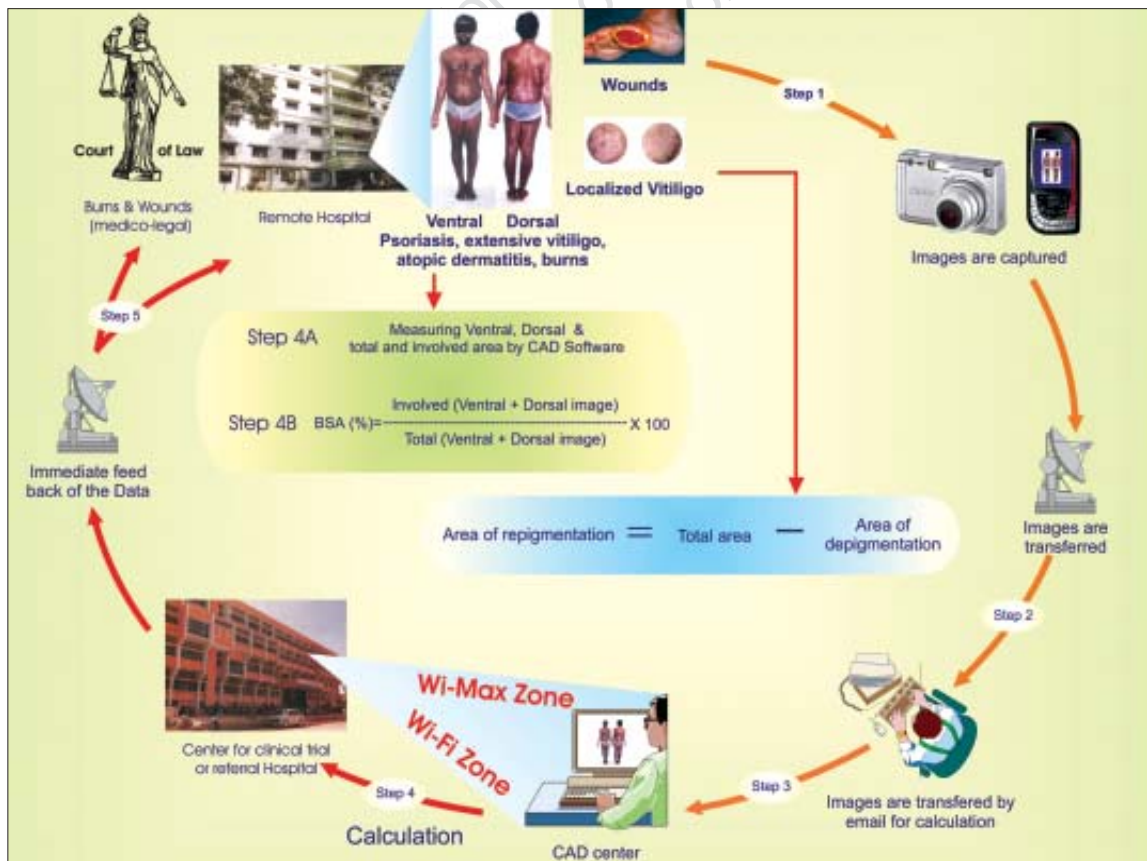 Court of Law
Burns & Wounds
(medico-legal)
Remote Hospital
Ventral Dorsal
Psoriasis, extensive vitiligo,
atopic dermatitis, burns
Wounds
Localized Vitiligo
Step 1
Images are captured
Step 5
Step 4A
Measuring Ventral, Dorsal &
total and involved area by CAD Software
Step 4B
BSA (%)=
Involved (Ventral + Dorsal image)
Total (Ventral + Dorsal image)
X 100
Immediate feed
back of the Data
Images are
transferred
Area of repigmentation = Total area — Area of
depigmentation
Step 2
Wi-Max Zone
Wi-Fi Zone
Center for clinical trial
or referral Hospital
Step 4
Step 3
Images are transfered by
email for calculation
Calculation
CAD center